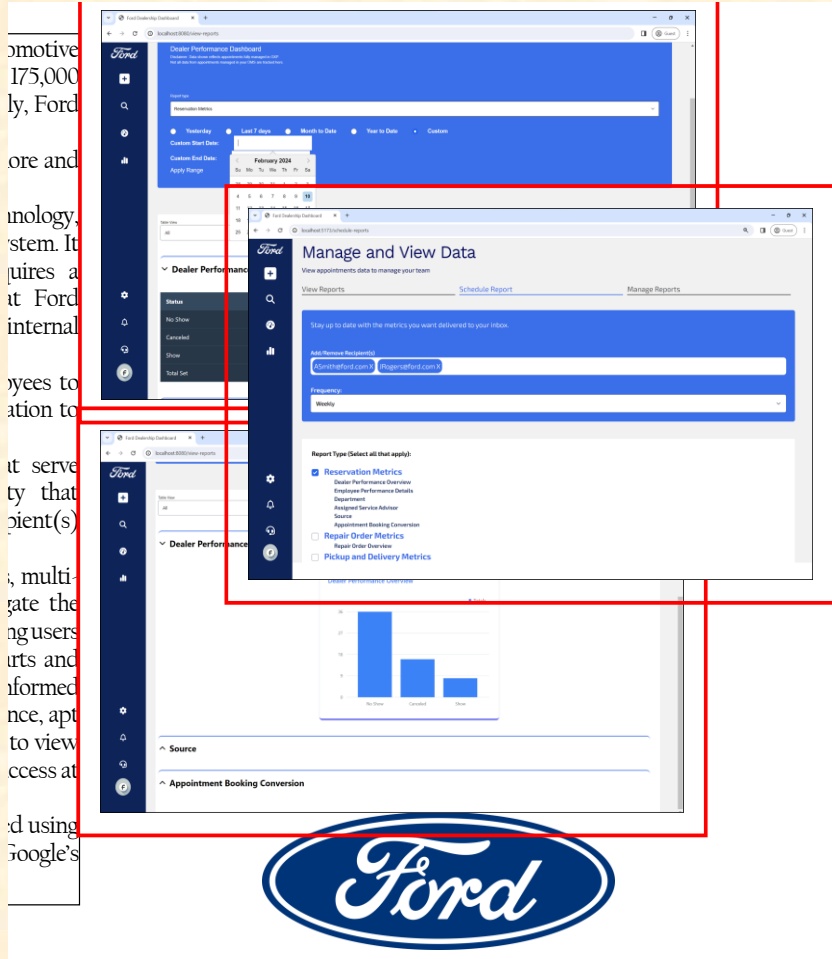 omotive
175,000
ly, Ford
ore and
nology,
ystem. It
quires a
at Ford
internal
oyees to
ation to
at serve
ty that
pient(s)
s, multi-
gate the
ng users
arts and
nformed
nce, apt
to view
ccess at
ed using
Google's
Ford Dealership Dashboard
localhost:8080/view-reports
Guest
Ford
Dealer Performance Dashboard
Report type
Reservation Metrics
Yesterday
Last 7 days
Month to Date
Year to Date
Custom
Custom Start Date:
Custom End Date:
Apply Range
February 2024
Su Mo Tu We Th Fr Sa
4 5 6 7 8 9 10
Table View
All
Dealer Performanc
Status
No Show
Canceled
Show
Total Set
Ford Dealership Dashboard
localhost:5173/schedule-reports
Guest
Ford
Manage and View Data
View appointments data to manage your team
View Reports
Schedule Report
Manage Reports
Stay up to date with the metrics you want delivered to your inbox.
Add/Remove Recipient(s)
ASmith@ford.com X
JRogers@ford.com X
Frequency:
Weekly
Report Type (Select all that apply):
Reservation Metrics
Dealer Performance Overview
Employee Performance Details
Department
Assigned Service Advisor
Source
Appointment Booking Conversion
Repair Order Metrics
Repair Order Overview
Pickup and Delivery Metrics
Ford Dealership Dashboard
localhost:8080/view-reports
Ford
Table View
All
Dealer Performance
Dealer Performance Overview
No Show
Canceled
Show
Source
Appointment Booking Conversion
Ford